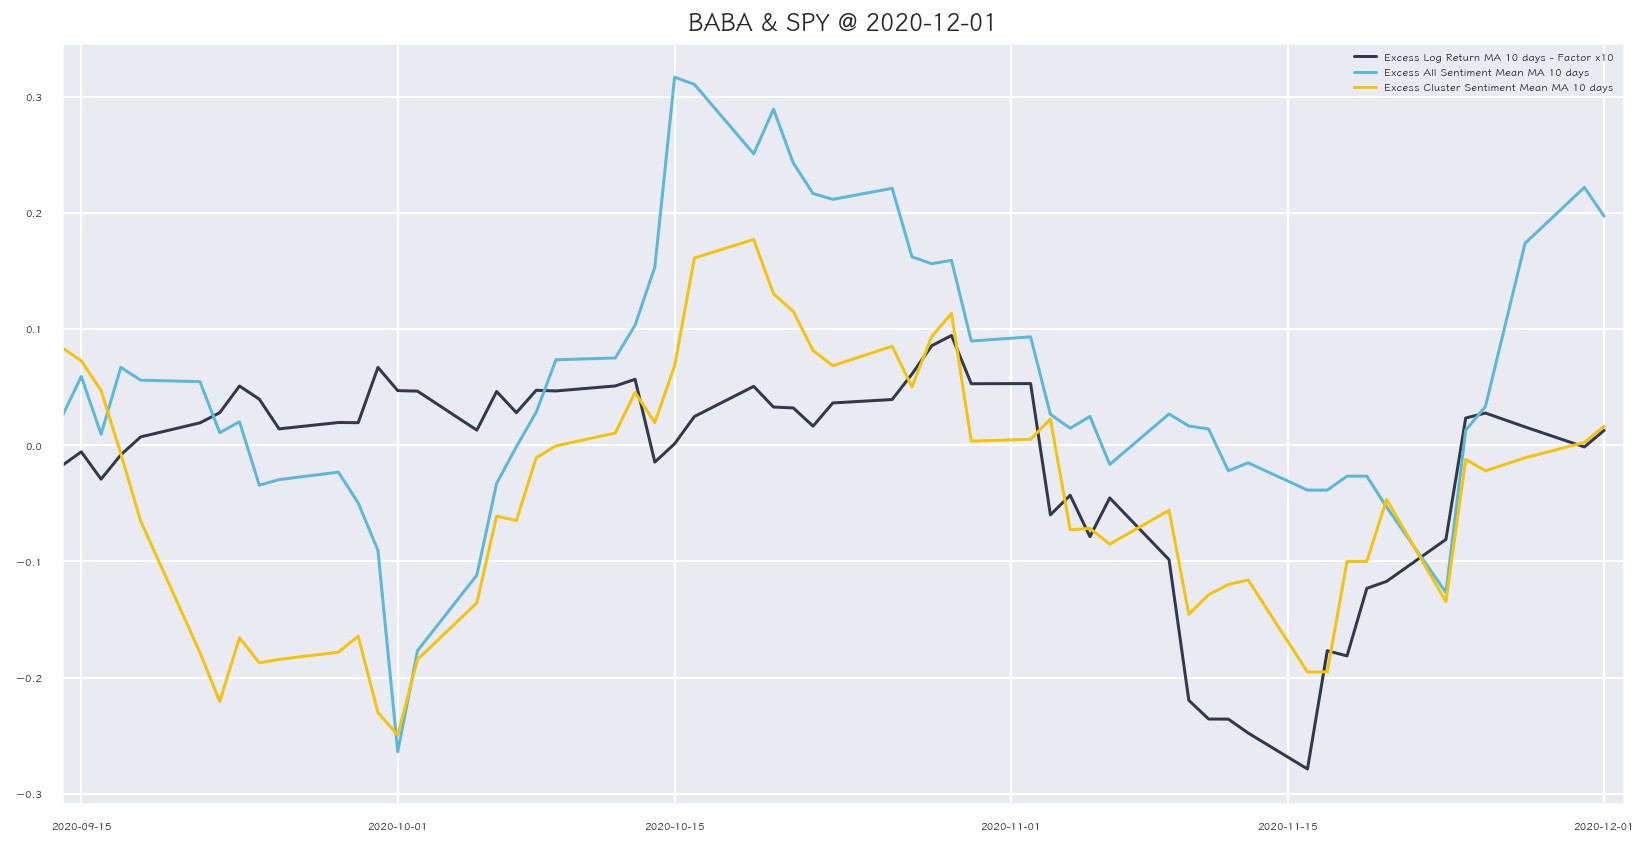 BABA & SPY @ 2020-12-01
Excess Log Return MA 10 days - Factor x10
Excess All Sentiment Mean MA 10 days
Excess Cluster Sentiment Mean MA 10 days
0.3
0.2
0.1
0.0
−0.1
−0.2
−0.3
2020-09-15 2020-10-01 2020-10-15 2020-11-01 2020-11-15 2020-12-01